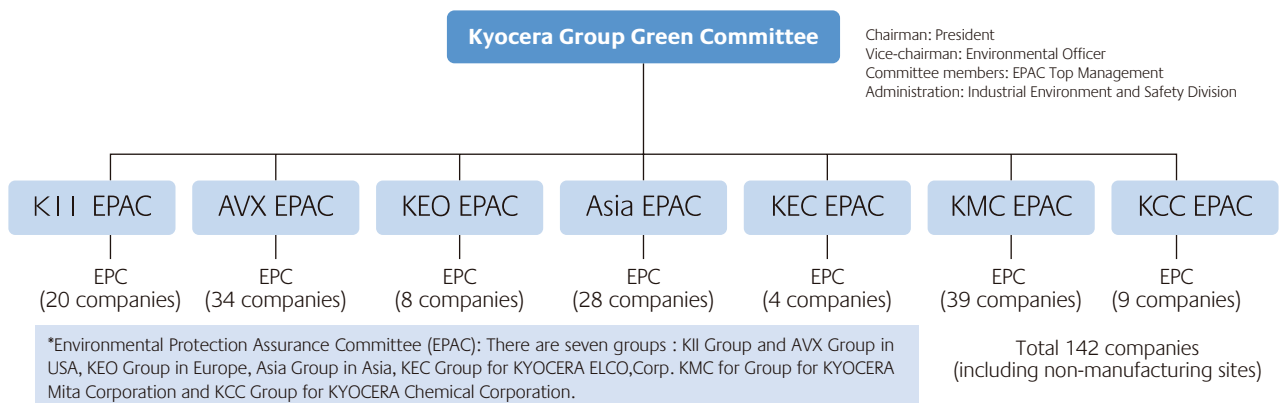 Kyocera Group Green Committee
Chairman: President
Vice-chairman: Environmental Officer
Committee members: EPAC Top Management
Administration: Industrial Environment and Safety Division
KII EPAC
AVX EPAC
KEO EPAC
Asia EPAC
KEC EPAC
KMC EPAC
KCC EPAC
EPC
(20 companies)
EPC
(34 companies)
EPC
(8 companies)
EPC
(28 companies)
EPC
(4 companies)
EPC
(39 companies)
EPC
(9 companies)
*Environmental Protection Assurance Committee (EPAC): There are seven groups : KII Group and AVX Group in
USA, KEO Group in Europe, Asia Group in Asia, KEC Group for KYOCERA ELCO,Corp. KMC for Group for KYOCERA
Mita Corporation and KCC Group for KYOCERA Chemical Corporation.
Total 142 companies
(including non-manufacturing sites)